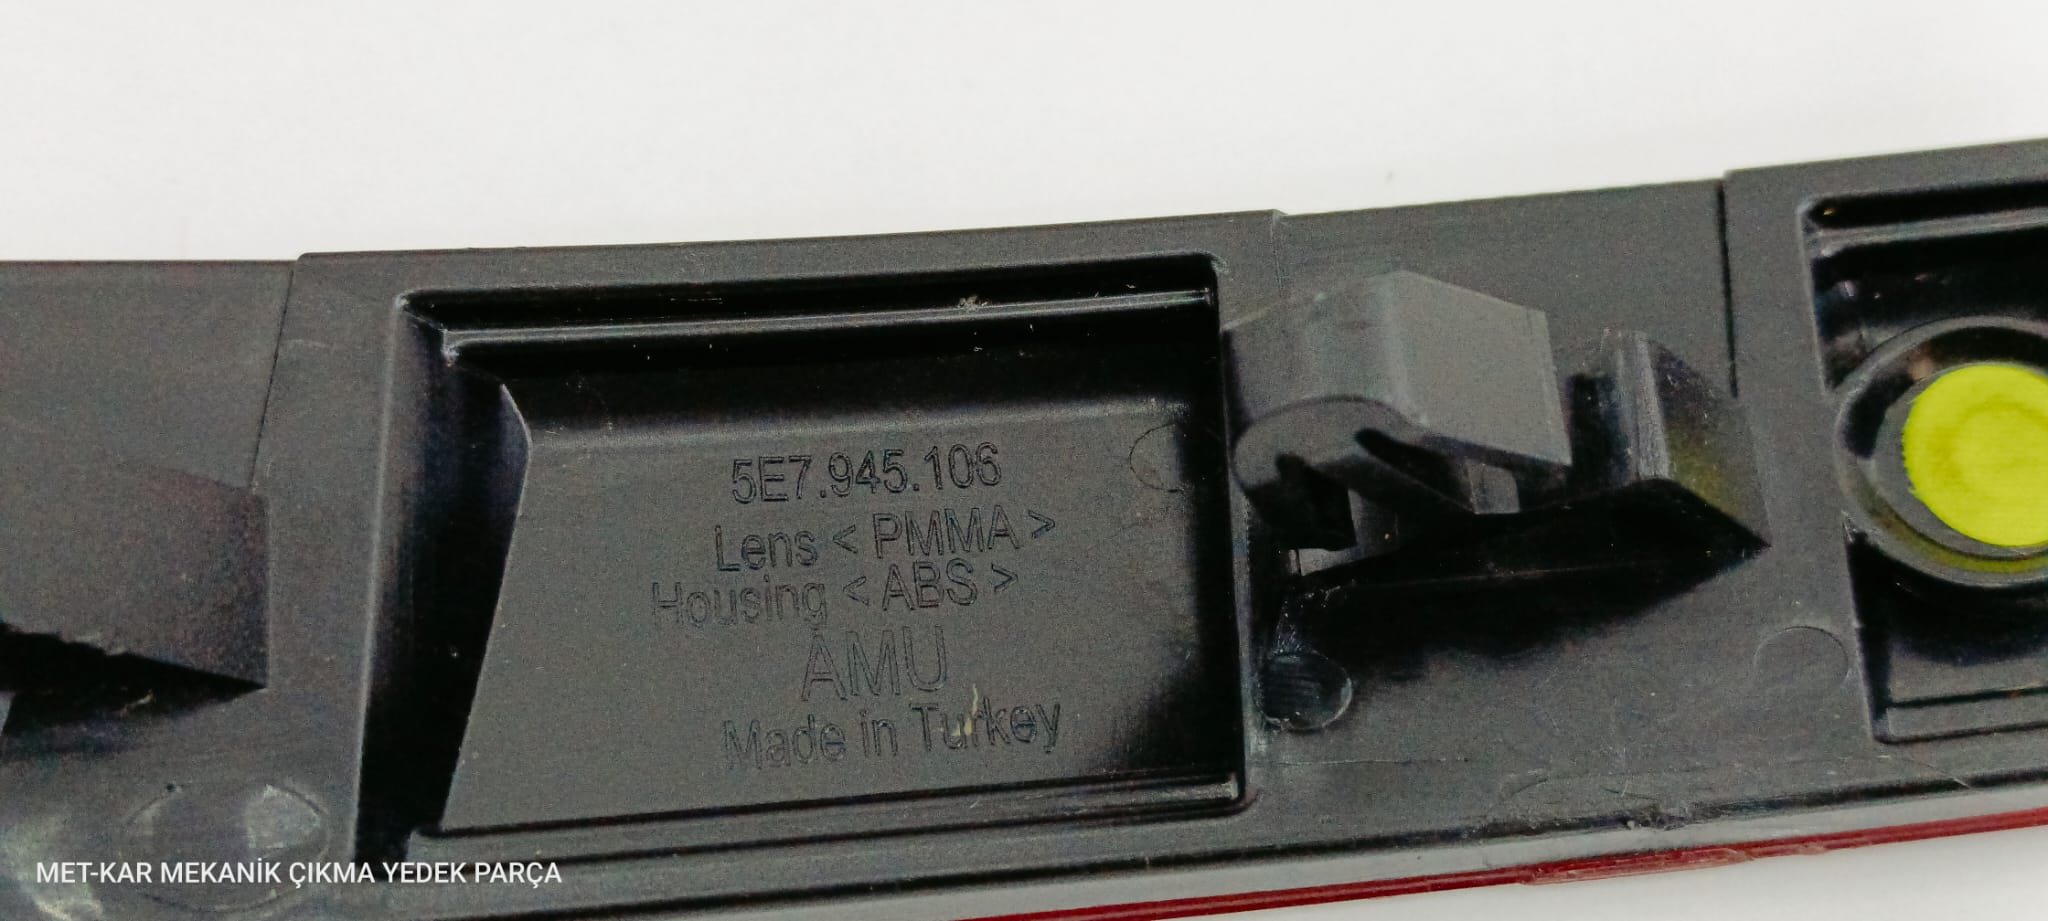 5E7.945.106
Lens < PMMA >
Housing < ABS >
AMU
Made in Turkey
MET-KAR MEKANİK ÇIKMA YEDEK PARÇA